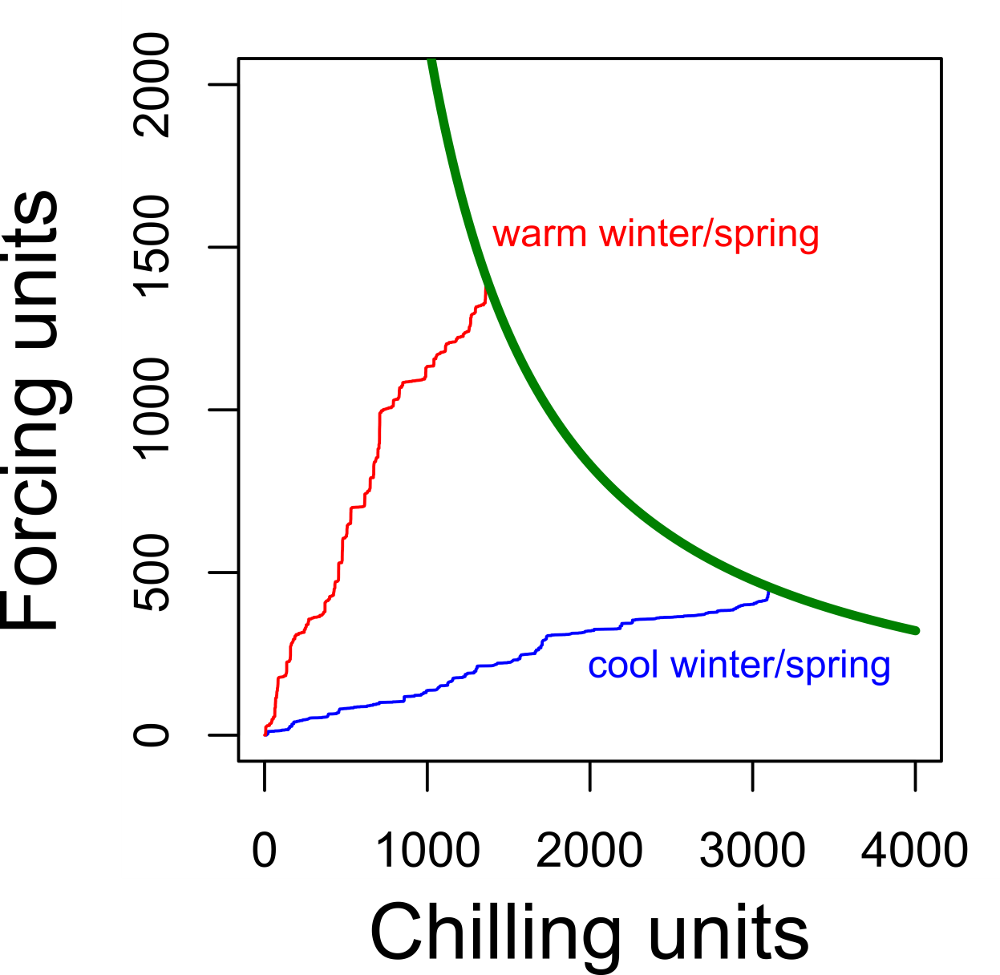 Forcing units
2000
1500
1000
500
0
warm winter/spring
cool winter/spring
0 1000 2000 3000 4000
Chilling units